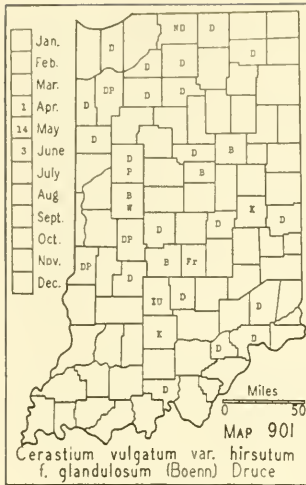 Jan.
Feb.
Mar.
1 Apr.
14 May
3 June
July
Aug
Sept.
Oct.
Nov.
Dec.
ND D
D D D
D D
DP D D
D
D
D D B
P B
B
W K
D D D
DP
DP B Fr
D
IU D D
K D
D D
D
Miles
0 50
MAP 901
Cerastium vulgatum var. hirsutum
f. glandulosum (Boenn) Druce